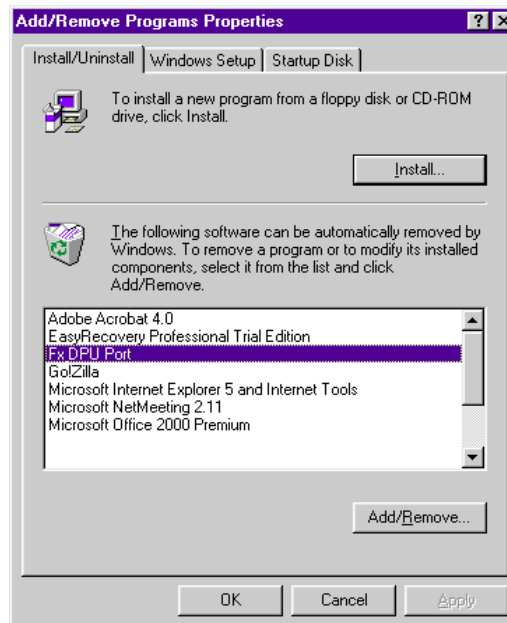 Add/Remove Programs Properties
Install/Uninstall
Windows Setup
Startup Disk
To install a new program from a floppy disk or CD-ROM
drive, click Install.
Install...
The following software can be automatically removed by
Windows. To remove a program or to modify its installed
components, select it from the list and click
Add/Remove.
Adobe Acrobat 4.0
EasyRecovery Professional Trial Edition
Fx DPU Port
Go!Zilla
Microsoft Internet Explorer 5 and Internet Tools
Microsoft NetMeeting 2.11
Microsoft Office 2000 Premium
Add/Remove...
OK
Cancel
Apply